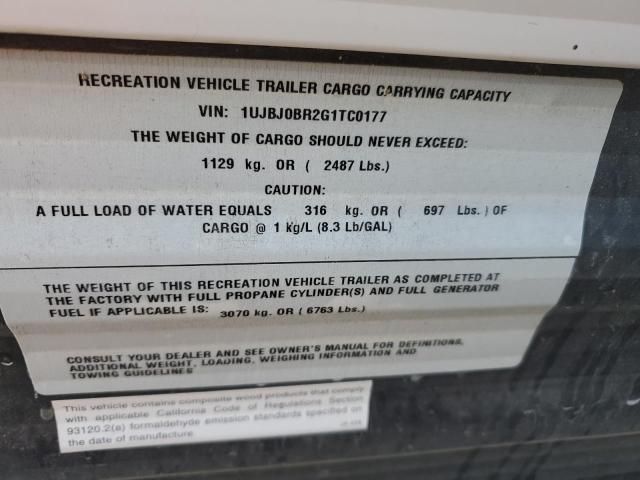 RECREATION VEHICLE TRAILER CARGO CARRYING CAPACITY
VIN: 1UJBJ0BR2G1TC0177
THE WEIGHT OF CARGO SHOULD NEVER EXCEED:
1129 kg. OR ( 2487 Lbs.)
CAUTION:
A FULL LOAD OF WATER EQUALS 316 kg. OR ( 697 Lbs. ) OF
CARGO @ 1 kg/L (8.3 Lb/GAL)
THE WEIGHT OF THIS RECREATION VEHICLE TRAILER AS COMPLETED AT
THE FACTORY WITH FULL PROPANE CYLINDER(S) AND FULL GENERATOR
FUEL IF APPLICABLE IS: 3070 kg. OR ( 6763 Lbs.)
CONSULT YOUR DEALER AND SEE OWNER'S MANUAL FOR DEFINITIONS,
ADDITIONAL WEIGHT, LOADING, WEIGHING INFORMATION AND
TOWING GUIDELINES
This vehicle contains composite wood products that comply
with applicable California Code of Regulations Section
93120.2(a) formaldehyde emission standards specified on
the date of manufacture